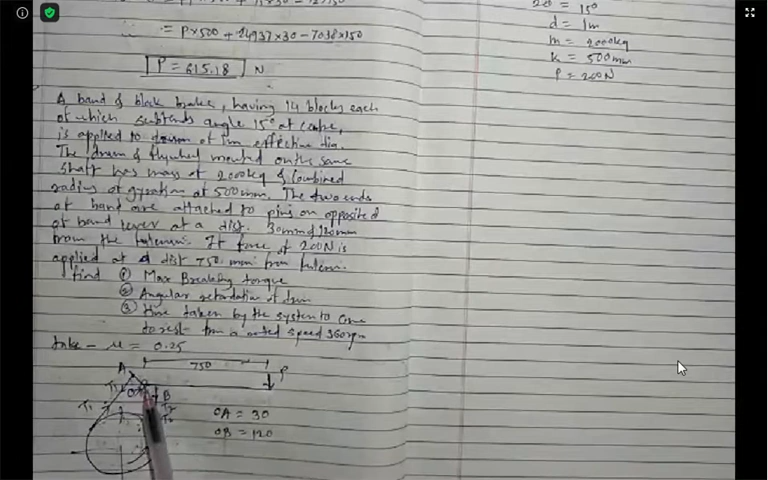 = P×500 + 24937×30 - 7038×150
P = 615.18 N
A band & block brake, having 14 blocks each
of which subtends angle 15° at centre,
is applied to drum of 1m effective dia.
The drum & flywheel mounted on the same
shaft has mass of 2000kg & combined
radius of gyration of 500mm. The two ends
of band are attached to pins on opposite
of band lever at a dist. 30mm & 120mm
from the fulcrum. If force of 200N is
applied at a dist 750 mm from fulcrum.
find ① Max Breaking torque
② Angular retardation of drum
③ time taken by the system to come
to rest from a rated speed 360rpm
take - μ = 0.25
750
P
A
B
T₁
OA = 30
OB = 120
2θ = 15°
d = 1m
m = 2000kg
k = 500mm
P = 200N